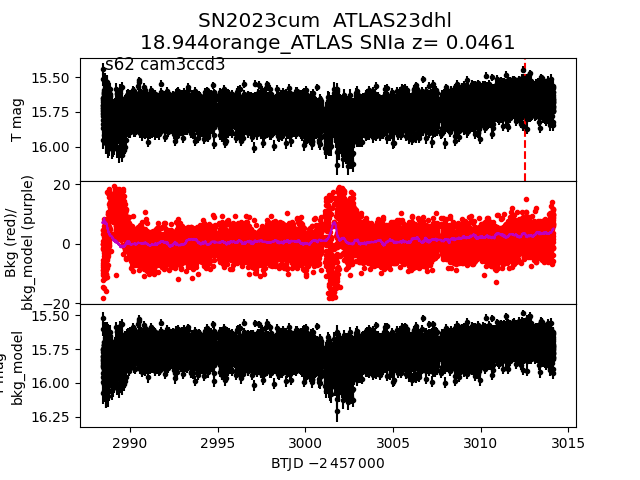 SN2023cum  ATLAS23dhl
18.944orange_ATLAS SNIa z= 0.0461
s62 cam3ccd3
15.50
15.75
16.00
T mag
20
0
−20
Bkg (red)/
bkg_model (purple)
15.50
15.75
16.00
16.25
mag
bkg_model
2990
2995
3000
3005
3010
3015
BTJD −2 457 000